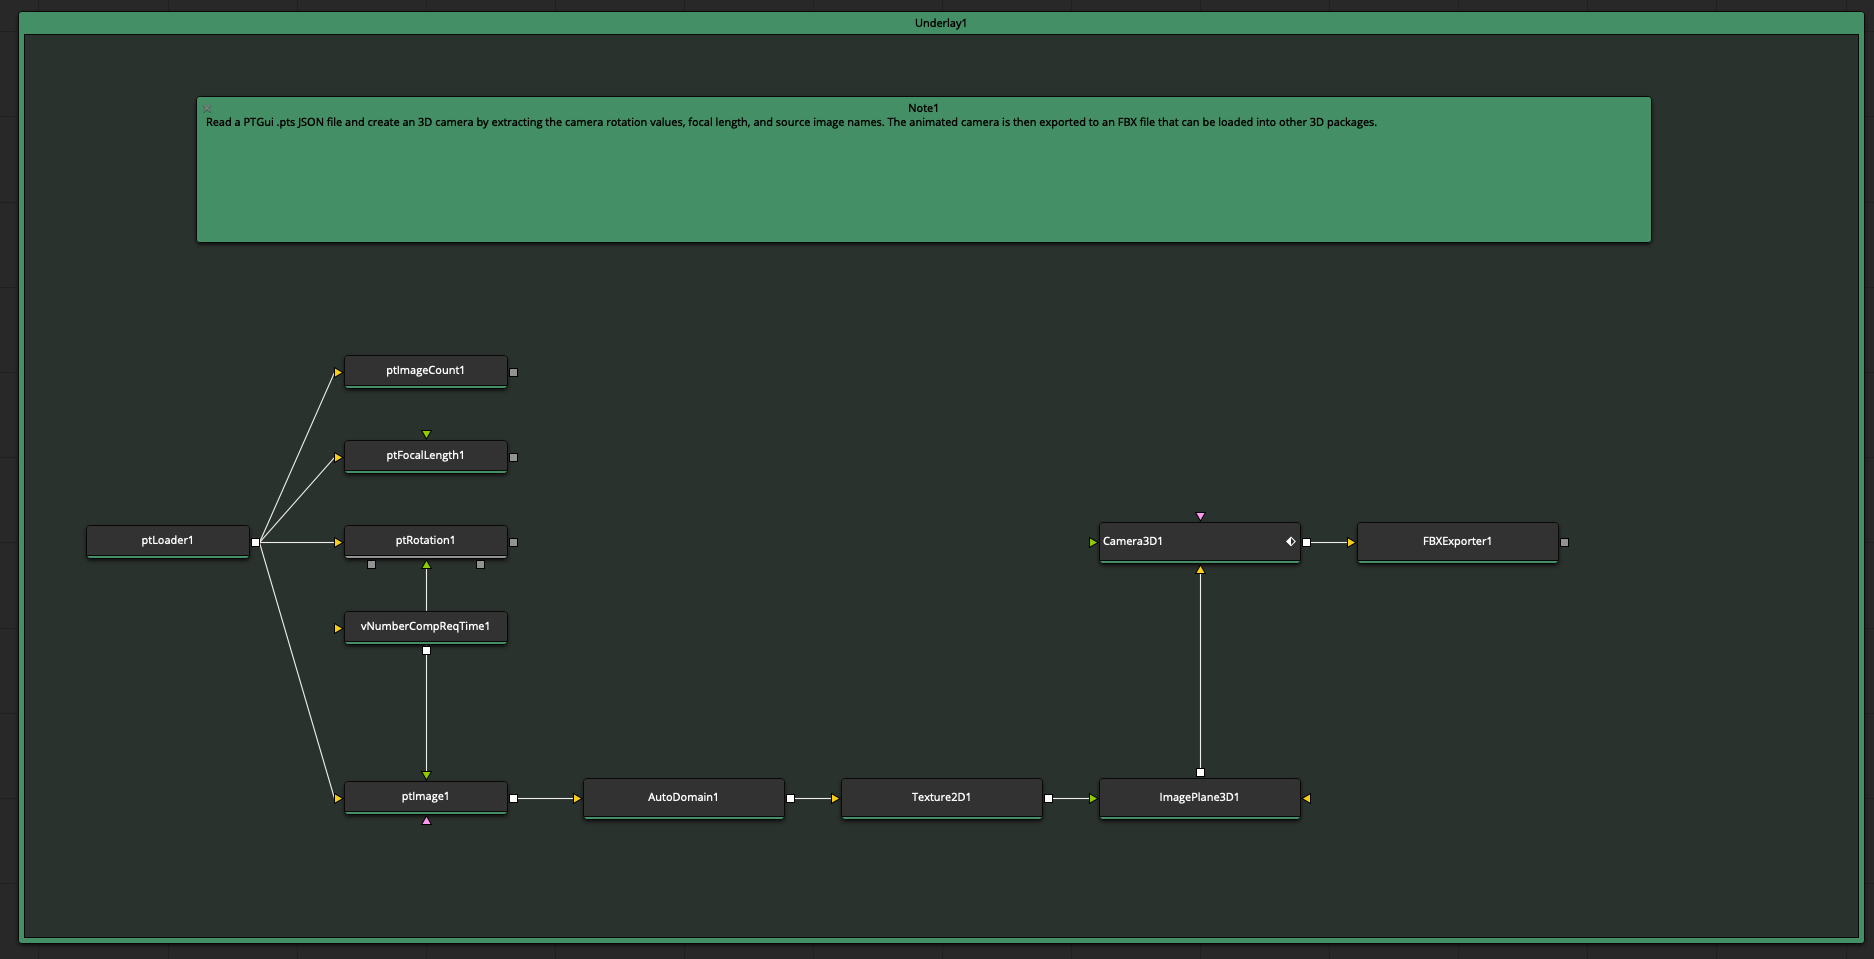 Underlay1
Note1
Read a PTGui .pts JSON file and create an 3D camera by extracting the camera rotation values, focal length, and source image names. The animated camera is then exported to an FBX file that can be loaded into other 3D packages.
ptImageCount1
ptFocalLength1
ptLoader1
ptRotation1
Camera3D1
FBXExporter1
vNumberCompReqTime1
ptImage1
AutoDomain1
Texture2D1
ImagePlane3D1